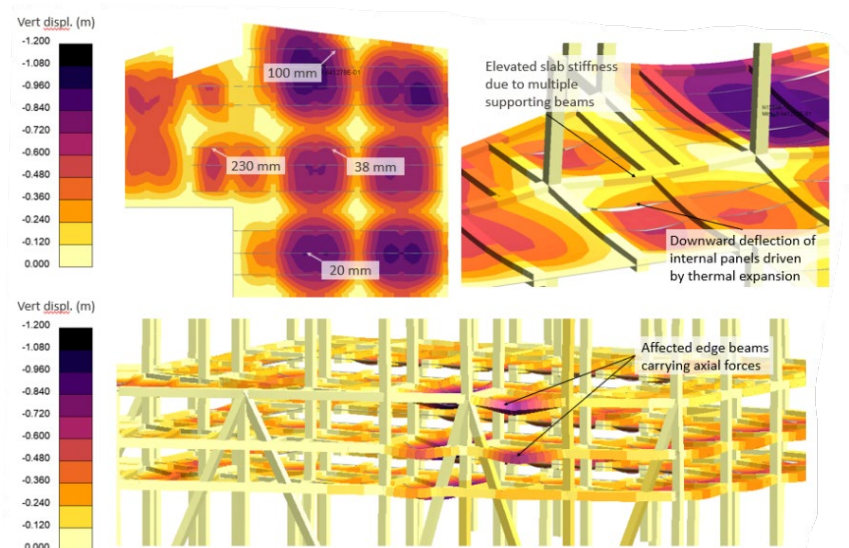 Vert displ. (m)
-1.200
-1.080
-0.960
-0.840
-0.720
-0.600
-0.480
-0.360
-0.240
-0.120
0.000
100 mm
230 mm
38 mm
20 mm
Elevated slab stiffness
due to multiple
supporting beams
Downward deflection of
internal panels driven
by thermal expansion
Vert displ. (m)
-1.200
-1.080
-0.960
-0.840
-0.720
-0.600
-0.480
-0.360
-0.240
-0.120
0.000
Affected edge beams
carrying axial forces